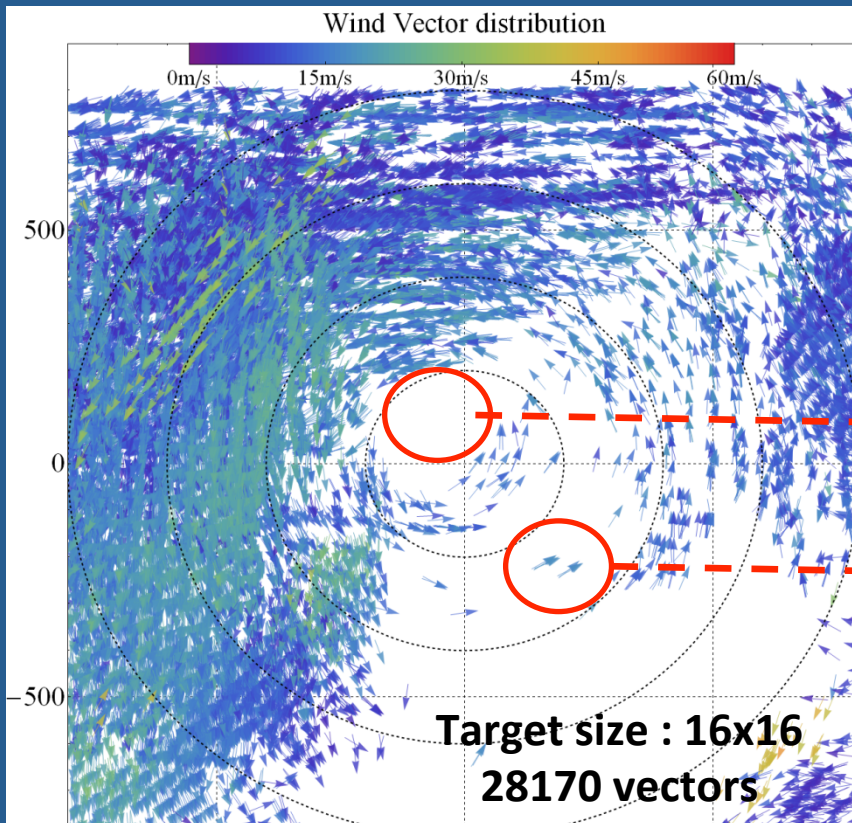 Wind Vector distribution
0m/s 15m/s 30m/s 45m/s 60m/s
500
0
−500
Target size : 16x16
28170 vectors